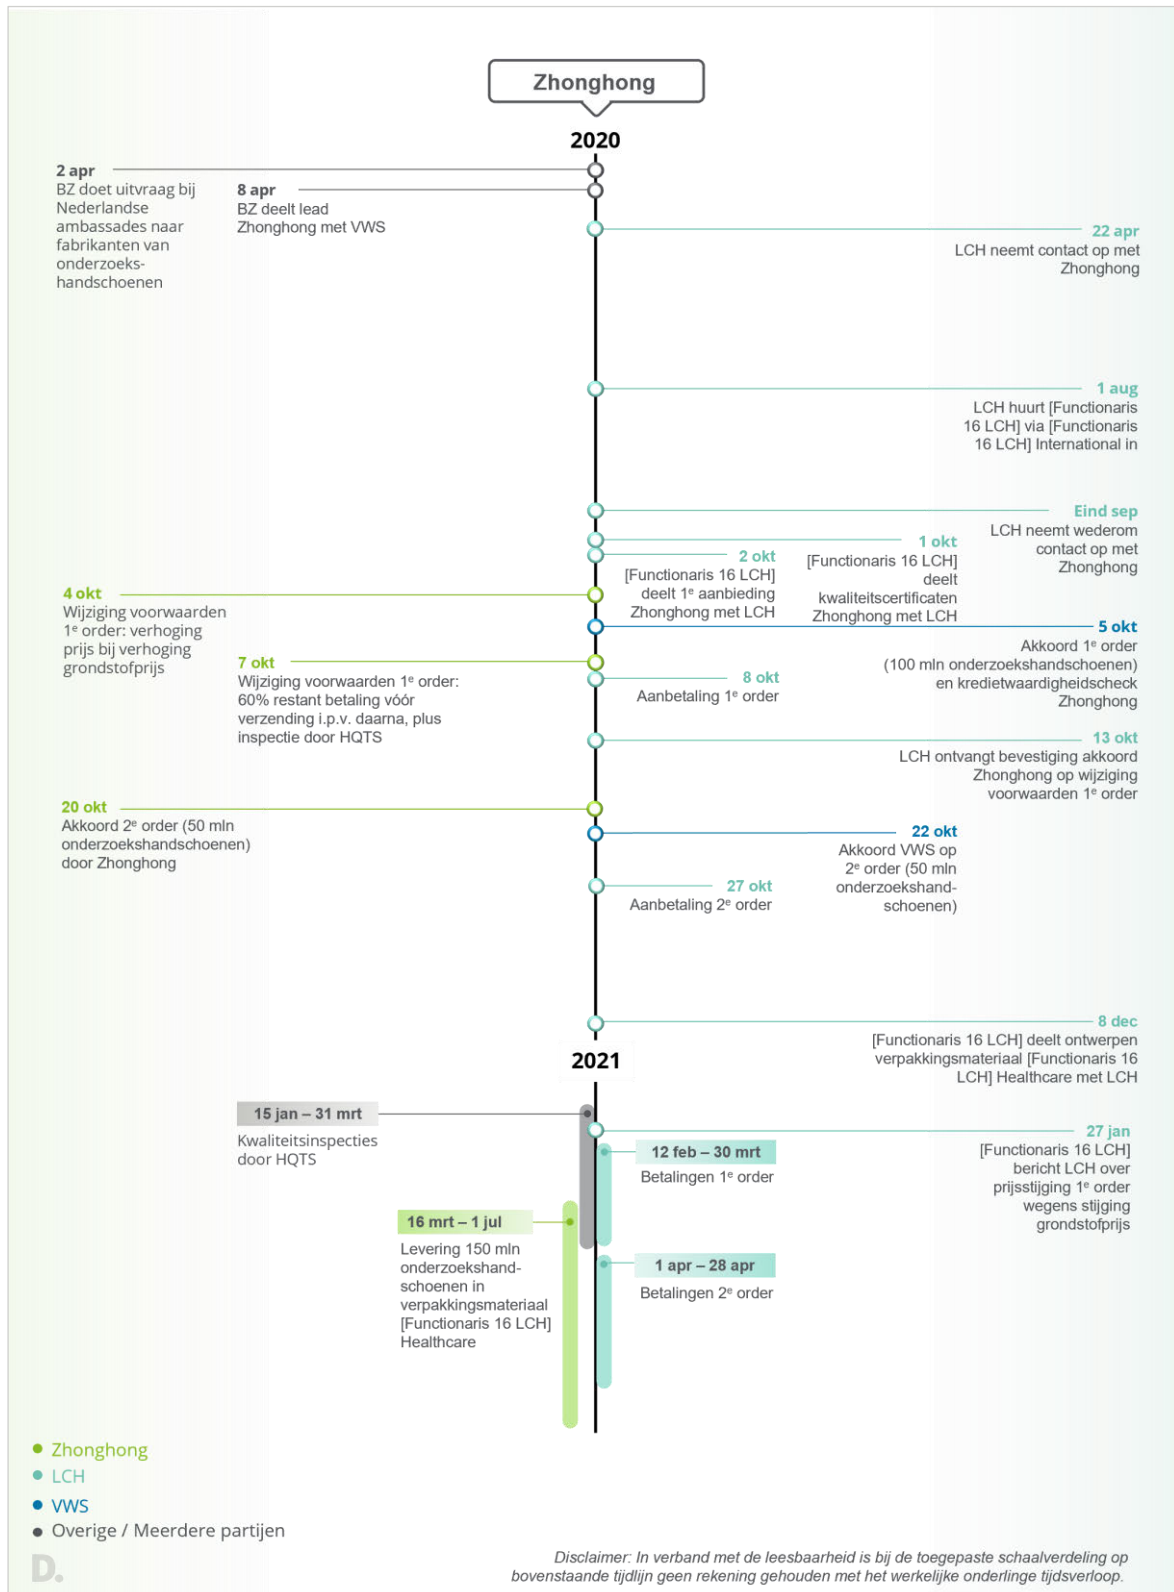 Zhonghong
2020
2 apr
BZ doet uitvraag bij
Nederlandse
ambassades naar
fabrikanten van
onderzoeks-
handschoenen
8 apr
BZ deelt lead
Zhonghong met VWS
22 apr
LCH neemt contact op met
Zhonghong
1 aug
LCH huurt [Functionaris
16 LCH] via [Functionaris
16 LCH] International in
Eind sep
LCH neemt wederom
contact op met
Zhonghong
1 okt
[Functionaris 16 LCH]
deelt
kwaliteitscertificaten
Zhonghong met LCH
2 okt
[Functionaris 16 LCH]
deelt 1e aanbieding
Zhonghong met LCH
4 okt
Wijziging voorwaarden
1e order: verhoging
prijs bij verhoging
grondstofprijs
5 okt
Akkoord 1e order
(100 mln onderzoekshandschoenen)
en kredietwaardigheidscheck
Zhonghong
7 okt
Wijziging voorwaarden 1e order:
60% restant betaling vóór
verzending i.p.v. daarna, plus
inspectie door HQTS
8 okt
Aanbetaling 1e order
13 okt
LCH ontvangt bevestiging akkoord
Zhonghong op wijziging
voorwaarden 1e order
20 okt
Akkoord 2e order (50 mln
onderzoekshandschoenen)
door Zhonghong
22 okt
Akkoord VWS op
2e order (50 mln
onderzoekshand-
schoenen)
27 okt
Aanbetaling 2e order
8 dec
[Functionaris 16 LCH] deelt ontwerpen
verpakkingsmateriaal [Functionaris 16
LCH] Healthcare met LCH
2021
15 jan – 31 mrt
Kwaliteitsinspecties
door HQTS
27 jan
[Functionaris 16 LCH]
bericht LCH over
prijsstijging 1e order
wegens stijging
grondstofprijs
12 feb – 30 mrt
Betalingen 1e order
16 mrt – 1 jul
Levering 150 mln
onderzoekshand-
schoenen in
verpakkingsmateriaal
[Functionaris 16 LCH]
Healthcare
1 apr – 28 apr
Betalingen 2e order
Zhonghong
LCH
VWS
Overige / Meerdere partijen
D.
Disclaimer: In verband met de leesbaarheid is bij de toegepaste schaalverdeling op
bovenstaande tijdlijn geen rekening gehouden met het werkelijke onderlinge tijdsverloop.